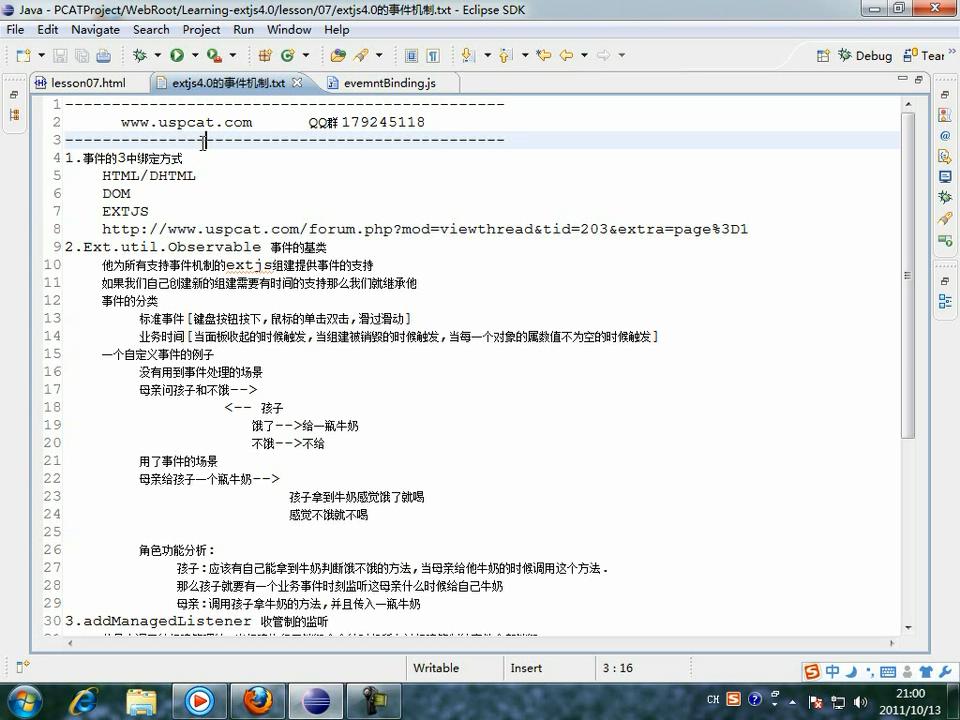 Java - PCATProject/WebRoot/Learning-extjs4.0/lesson/07/extjs4.0的事件机制.txt - Eclipse SDK
File Edit Navigate Search Project Run Window Help
Debug Tear
lesson07.html extjs4.0的事件机制.txt evemntBinding.js
1 -----------------------------------------------
2 www.uspcat.com QQ群179245118
3 -----------------------------------------------
4 1.事件的3中绑定方式
5 HTML/DHTML
6 DOM
7 EXTJS
8 http://www.uspcat.com/forum.php?mod=viewthread&tid=203&extra=page%3D1
9 2.Ext.util.Observable 事件的基类
10 他为所有支持事件机制的extjs组建提供事件的支持
11 如果我们自己创建新的组建需要有时间的支持那么我们就继承他
12 事件的分类
13 标准事件[键盘按钮按下,鼠标的单击双击,滑过滑动]
14 业务时间[当面板收起的时候触发,当组建被销毁的时候触发,当每一个对象的属数值不为空的时候触发]
15 一个自定义事件的例子
16 没有用到事件处理的场景
17 母亲问孩子和不饿-->
18 <-- 孩子
19 饿了-->给一瓶牛奶
20 不饿-->不给
21 用了事件的场景
22 母亲给孩子一个瓶牛奶-->
23 孩子拿到牛奶感觉饿了就喝
24 感觉不饿就不喝
25
26 角色功能分析:
27 孩子:应该有自己能拿到牛奶判断饿不饿的方法,当母亲给他牛奶的时候调用这个方法.
28 那么孩子就要有一个业务事件时刻监听这母亲什么时候给自己牛奶
29 母亲:调用孩子拿牛奶的方法,并且传入一瓶牛奶
30 3.addManagedListener 收管制的监听
Writable Insert 3 : 16
中
CH 21:00
2011/10/13